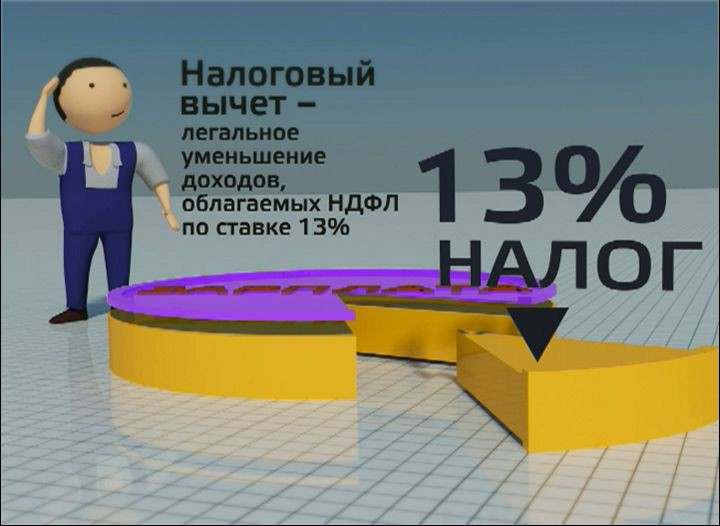 Налоговый
вычет –
легальное
уменьшение
доходов,
облагаемых НДФЛ
по ставке 13%
13%
НАЛОГ